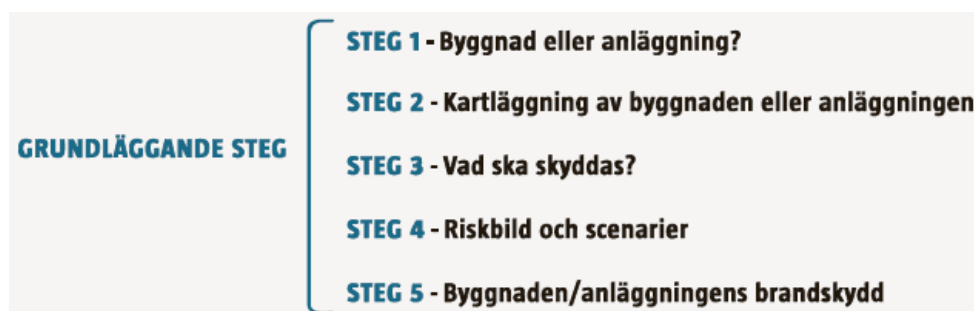 GRUNDLÄGGANDE STEG
STEG 1 - Byggnad eller anläggning?
STEG 2 - Kartläggning av byggnaden eller anläggningen
STEG 3 - Vad ska skyddas?
STEG 4 - Riskbild och scenarier
STEG 5 - Byggnaden/anläggningens brandskydd